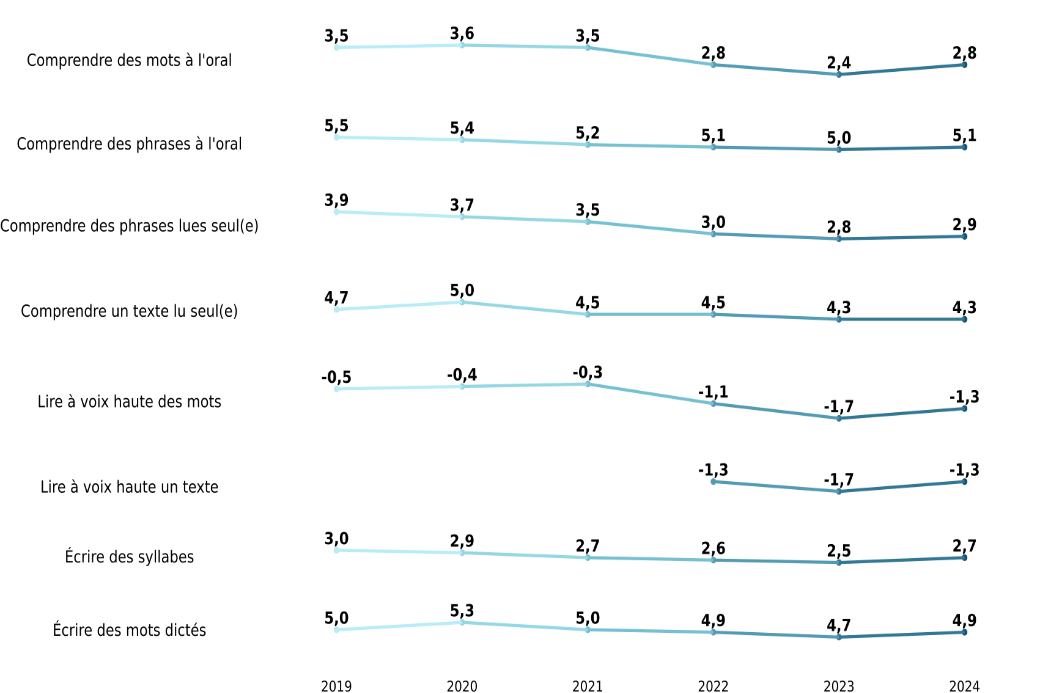 3,5 3,6 3,5 2,8 2,4 2,8
Comprendre des mots à l'oral
5,5 5,4 5,2 5,1 5,0 5,1
Comprendre des phrases à l'oral
3,9 3,7 3,5 3,0 2,8 2,9
Comprendre des phrases lues seul(e)
4,7 5,0 4,5 4,5 4,3 4,3
Comprendre un texte lu seul(e)
-0,5 -0,4 -0,3 -1,1 -1,7 -1,3
Lire à voix haute des mots
-1,3 -1,7 -1,3
Lire à voix haute un texte
3,0 2,9 2,7 2,6 2,5 2,7
Écrire des syllabes
5,0 5,3 5,0 4,9 4,7 4,9
Écrire des mots dictés
2019 2020 2021 2022 2023 2024